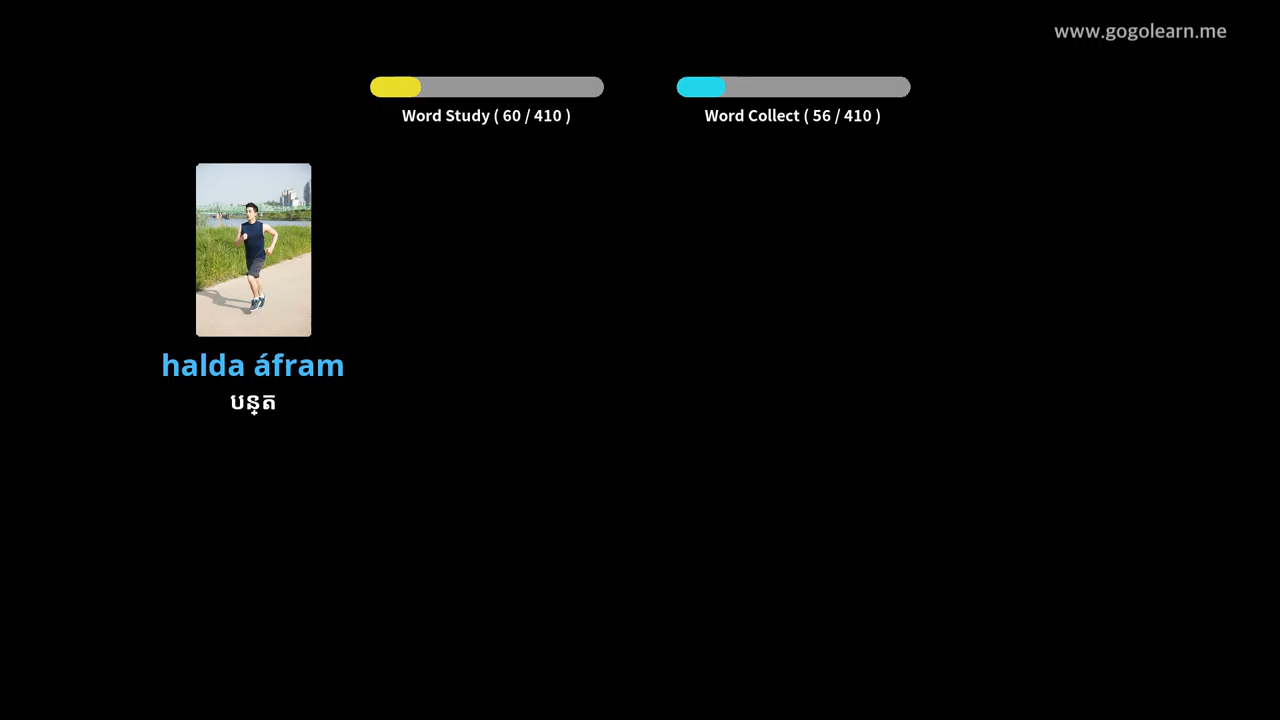 www.gogolearn.me
Word Study ( 60 / 410 )
Word Collect ( 56 / 410 )
halda áfram
បន្ត